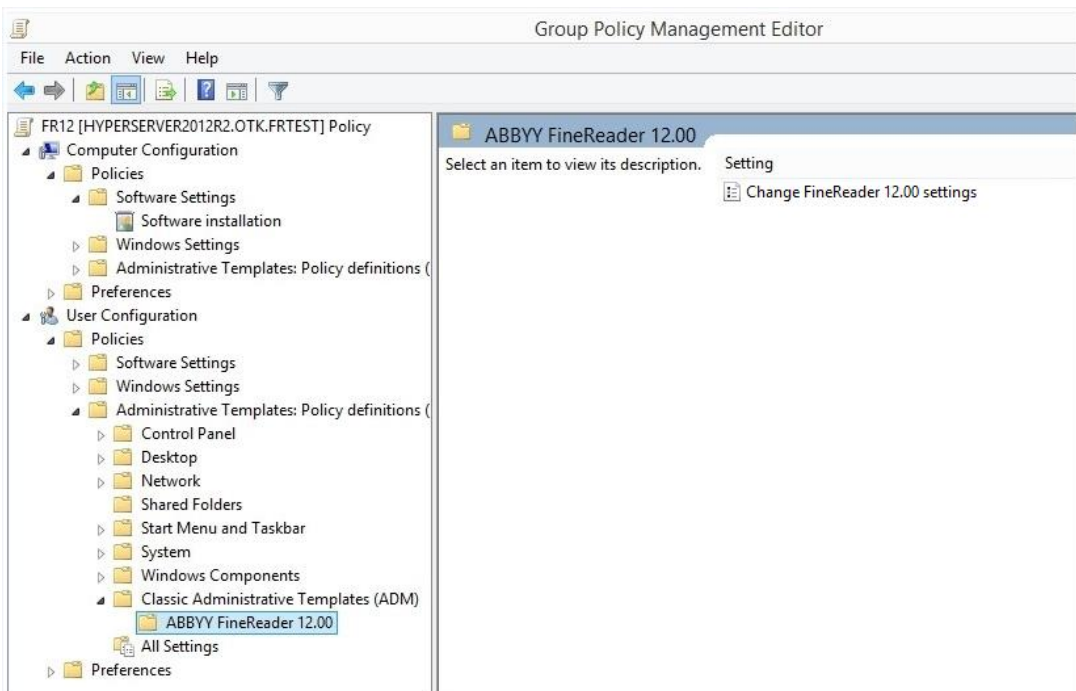 Group Policy Management Editor
File Action View Help
FR12 [HYPERSERVER2012R2.OTK.FRTEST] Policy
Computer Configuration
Policies
Software Settings
Software installation
Windows Settings
Administrative Templates: Policy definitions (
Preferences
User Configuration
Policies
Software Settings
Windows Settings
Administrative Templates: Policy definitions (
Control Panel
Desktop
Network
Shared Folders
Start Menu and Taskbar
System
Windows Components
Classic Administrative Templates (ADM)
ABBYY FineReader 12.00
All Settings
Preferences
ABBYY FineReader 12.00
Select an item to view its description.
Setting
Change FineReader 12.00 settings